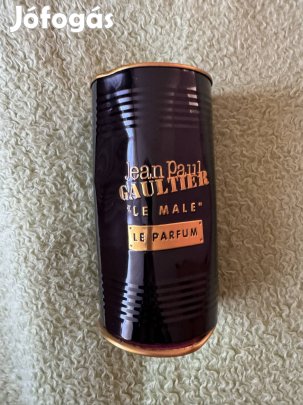 Jófogás
Jean Paul
GAULTIER
"LE MALE"
LE PARFUM